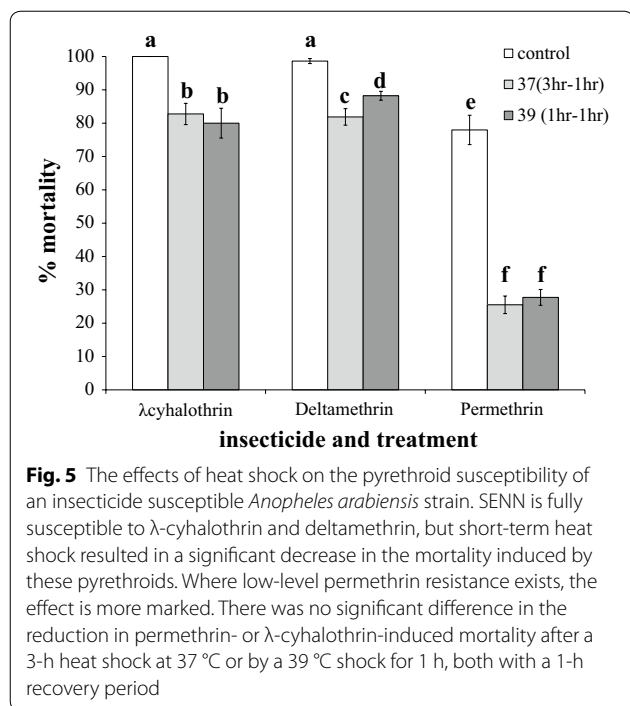 a
a
b
b
c
d
e
f
f
control
37(3hr-1hr)
39 (1hr-1hr)
% mortality
100
90
80
70
60
50
40
30
20
10
0
λcyhalothrin Deltamethrin Permethrin
insecticide and treatment
Fig. 5 The effects of heat shock on the pyrethroid susceptibility of
an insecticide susceptible Anopheles arabiensis strain. SENN is fully
susceptible to λ-cyhalothrin and deltamethrin, but short-term heat
shock resulted in a significant decrease in the mortality induced by
these pyrethroids. Where low-level permethrin resistance exists, the
effect is more marked. There was no significant difference in the
reduction in permethrin- or λ-cyhalothrin-induced mortality after a
3-h heat shock at 37 °C or by a 39 °C shock for 1 h, both with a 1-h
recovery period